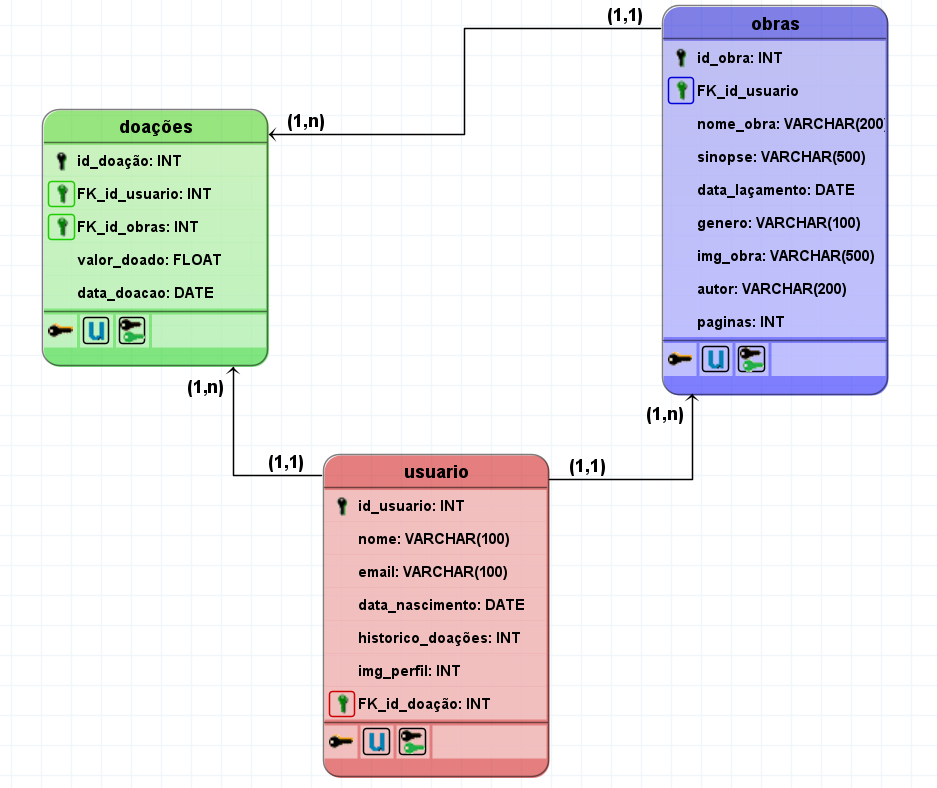 (1,1)
obras
id_obra: INT
FK_id_usuario
nome_obra: VARCHAR(200)
sinopse: VARCHAR(500)
data_laçamento: DATE
genero: VARCHAR(100)
img_obra: VARCHAR(500)
autor: VARCHAR(200)
paginas: INT
U
(1,n)
doações
id_doação: INT
FK_id_usuario: INT
FK_id_obras: INT
valor_doado: FLOAT
data_doacao: DATE
U
(1,n)
(1,n)
(1,1)
(1,1)
usuario
id_usuario: INT
nome: VARCHAR(100)
email: VARCHAR(100)
data_nascimento: DATE
historico_doações: INT
img_perfil: INT
FK_id_doação: INT
U